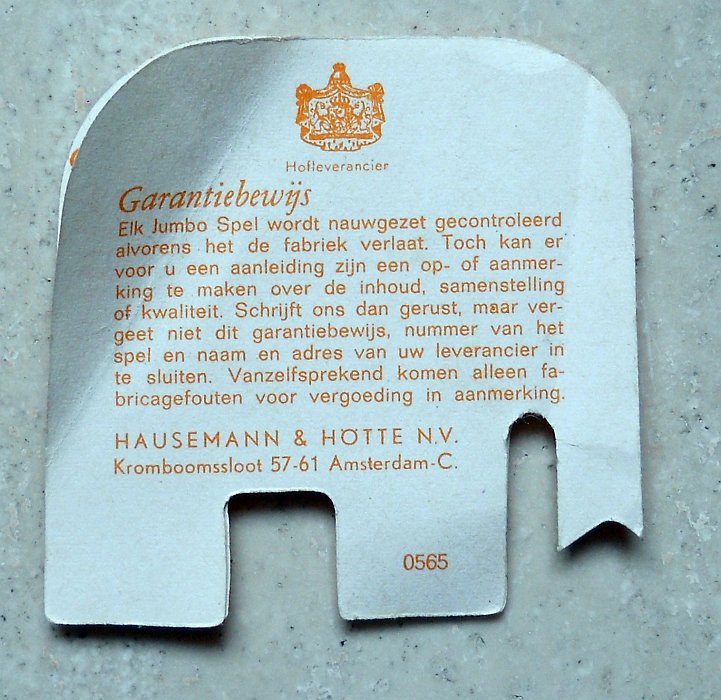 Hofleverancier
Garantiebewijs
Elk Jumbo Spel wordt nauwgezet gecontroleerd
alvorens het de fabriek verlaat. Toch kan er
voor u een aanleiding zijn een op- of aanmer-
king te maken over de inhoud, samenstelling
of kwaliteit. Schrijft ons dan gerust, maar ver-
geet niet dit garantiebewijs, nummer van het
spel en naam en adres van uw leverancier in
te sluiten. Vanzelfsprekend komen alleen fa-
bricagefouten voor vergoeding in aanmerking.
HAUSEMANN & HÖTTE N.V.
Kromboomssloot 57-61 Amsterdam-C.
0565